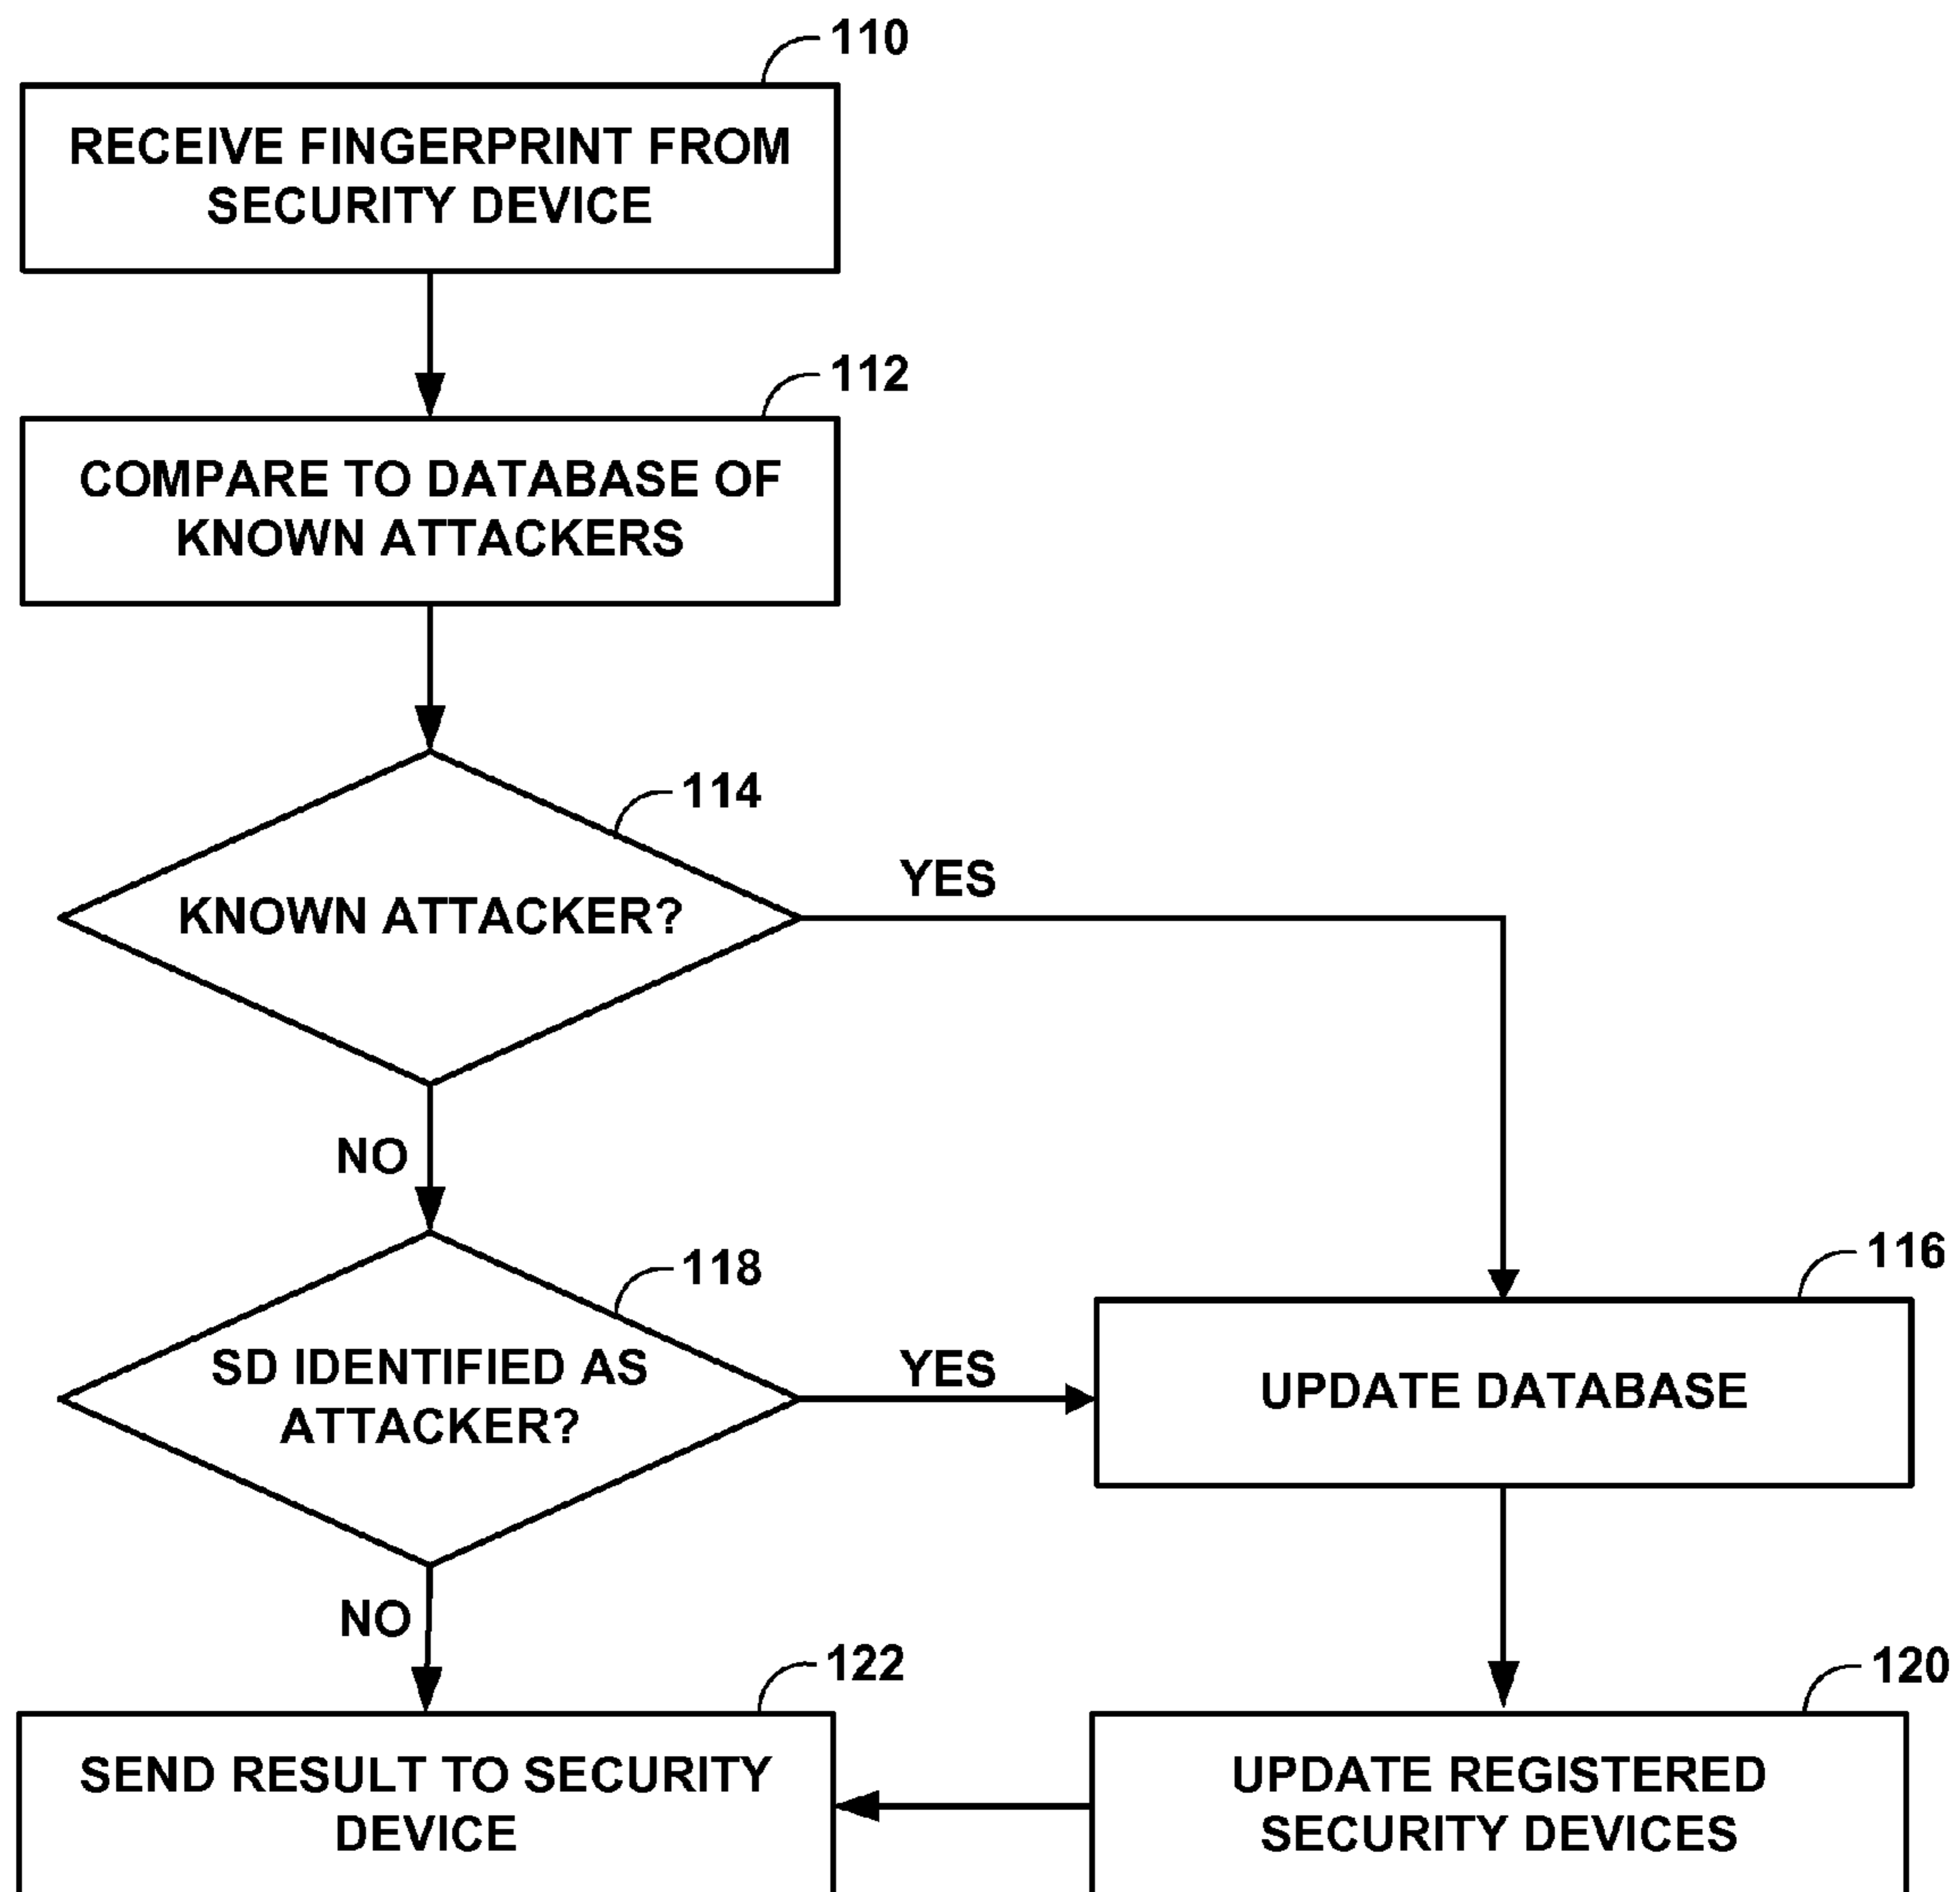 110
RECEIVE FINGERPRINT FROM
SECURITY DEVICE
112
COMPARE TO DATABASE OF
KNOWN ATTACKERS
114
KNOWN ATTACKER?
YES
NO
118
SD IDENTIFIED AS
ATTACKER?
YES
116
UPDATE DATABASE
NO
122
SEND RESULT TO SECURITY
DEVICE
120
UPDATE REGISTERED
SECURITY DEVICES